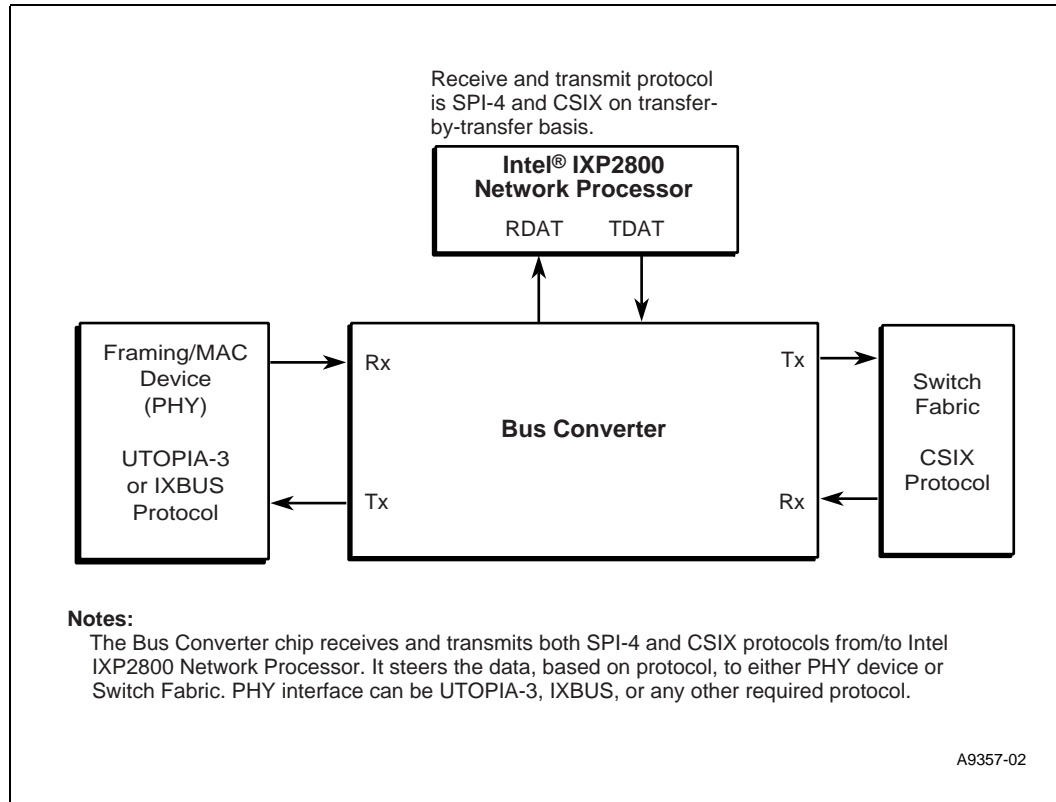 Receive and transmit protocol
is SPI-4 and CSIX on transfer-
by-transfer basis.
Intel® IXP2800
Network Processor
RDAT TDAT
Framing/MAC
Device
(PHY)
UTOPIA-3
or IXBUS
Protocol
Rx
Tx
Bus Converter
Tx
Rx
Switch
Fabric
CSIX
Protocol
Notes:
The Bus Converter chip receives and transmits both SPI-4 and CSIX protocols from/to Intel
IXP2800 Network Processor. It steers the data, based on protocol, to either PHY device or
Switch Fabric. PHY interface can be UTOPIA-3, IXBUS, or any other required protocol.
A9357-02